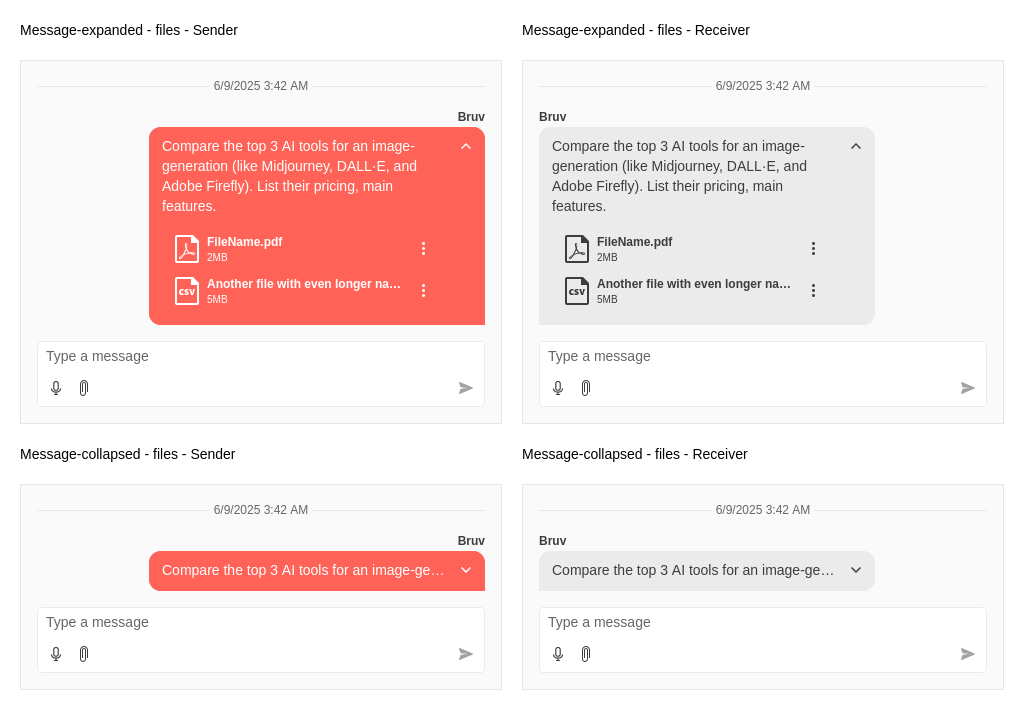 Message-expanded - files - Sender
6/9/2025 3:42 AM
Bruv
Compare the top 3 AI tools for an image-
generation (like Midjourney, DALL·E, and
Adobe Firefly). List their pricing, main
features.
FileName.pdf
2MB
csv
Another file with even longer na…
5MB
Type a message
Message-expanded - files - Receiver
6/9/2025 3:42 AM
Bruv
Compare the top 3 AI tools for an image-
generation (like Midjourney, DALL·E, and
Adobe Firefly). List their pricing, main
features.
FileName.pdf
2MB
csv
Another file with even longer na…
5MB
Type a message
Message-collapsed - files - Sender
6/9/2025 3:42 AM
Bruv
Compare the top 3 AI tools for an image-ge…
Type a message
Message-collapsed - files - Receiver
6/9/2025 3:42 AM
Bruv
Compare the top 3 AI tools for an image-ge…
Type a message